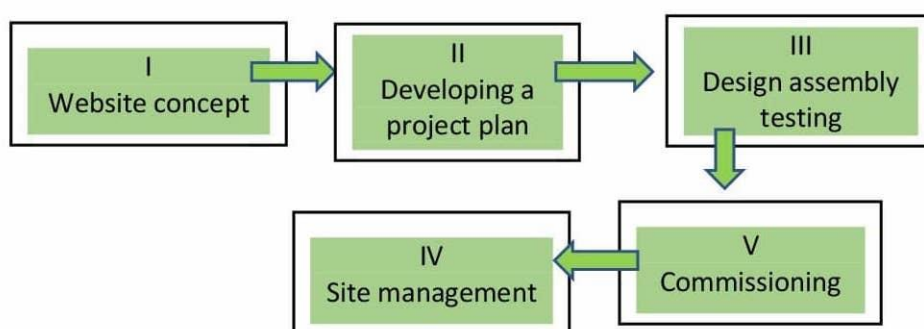 I
Website concept
II
Developing a
project plan
III
Design assembly
testing
V
Commissioning
IV
Site management